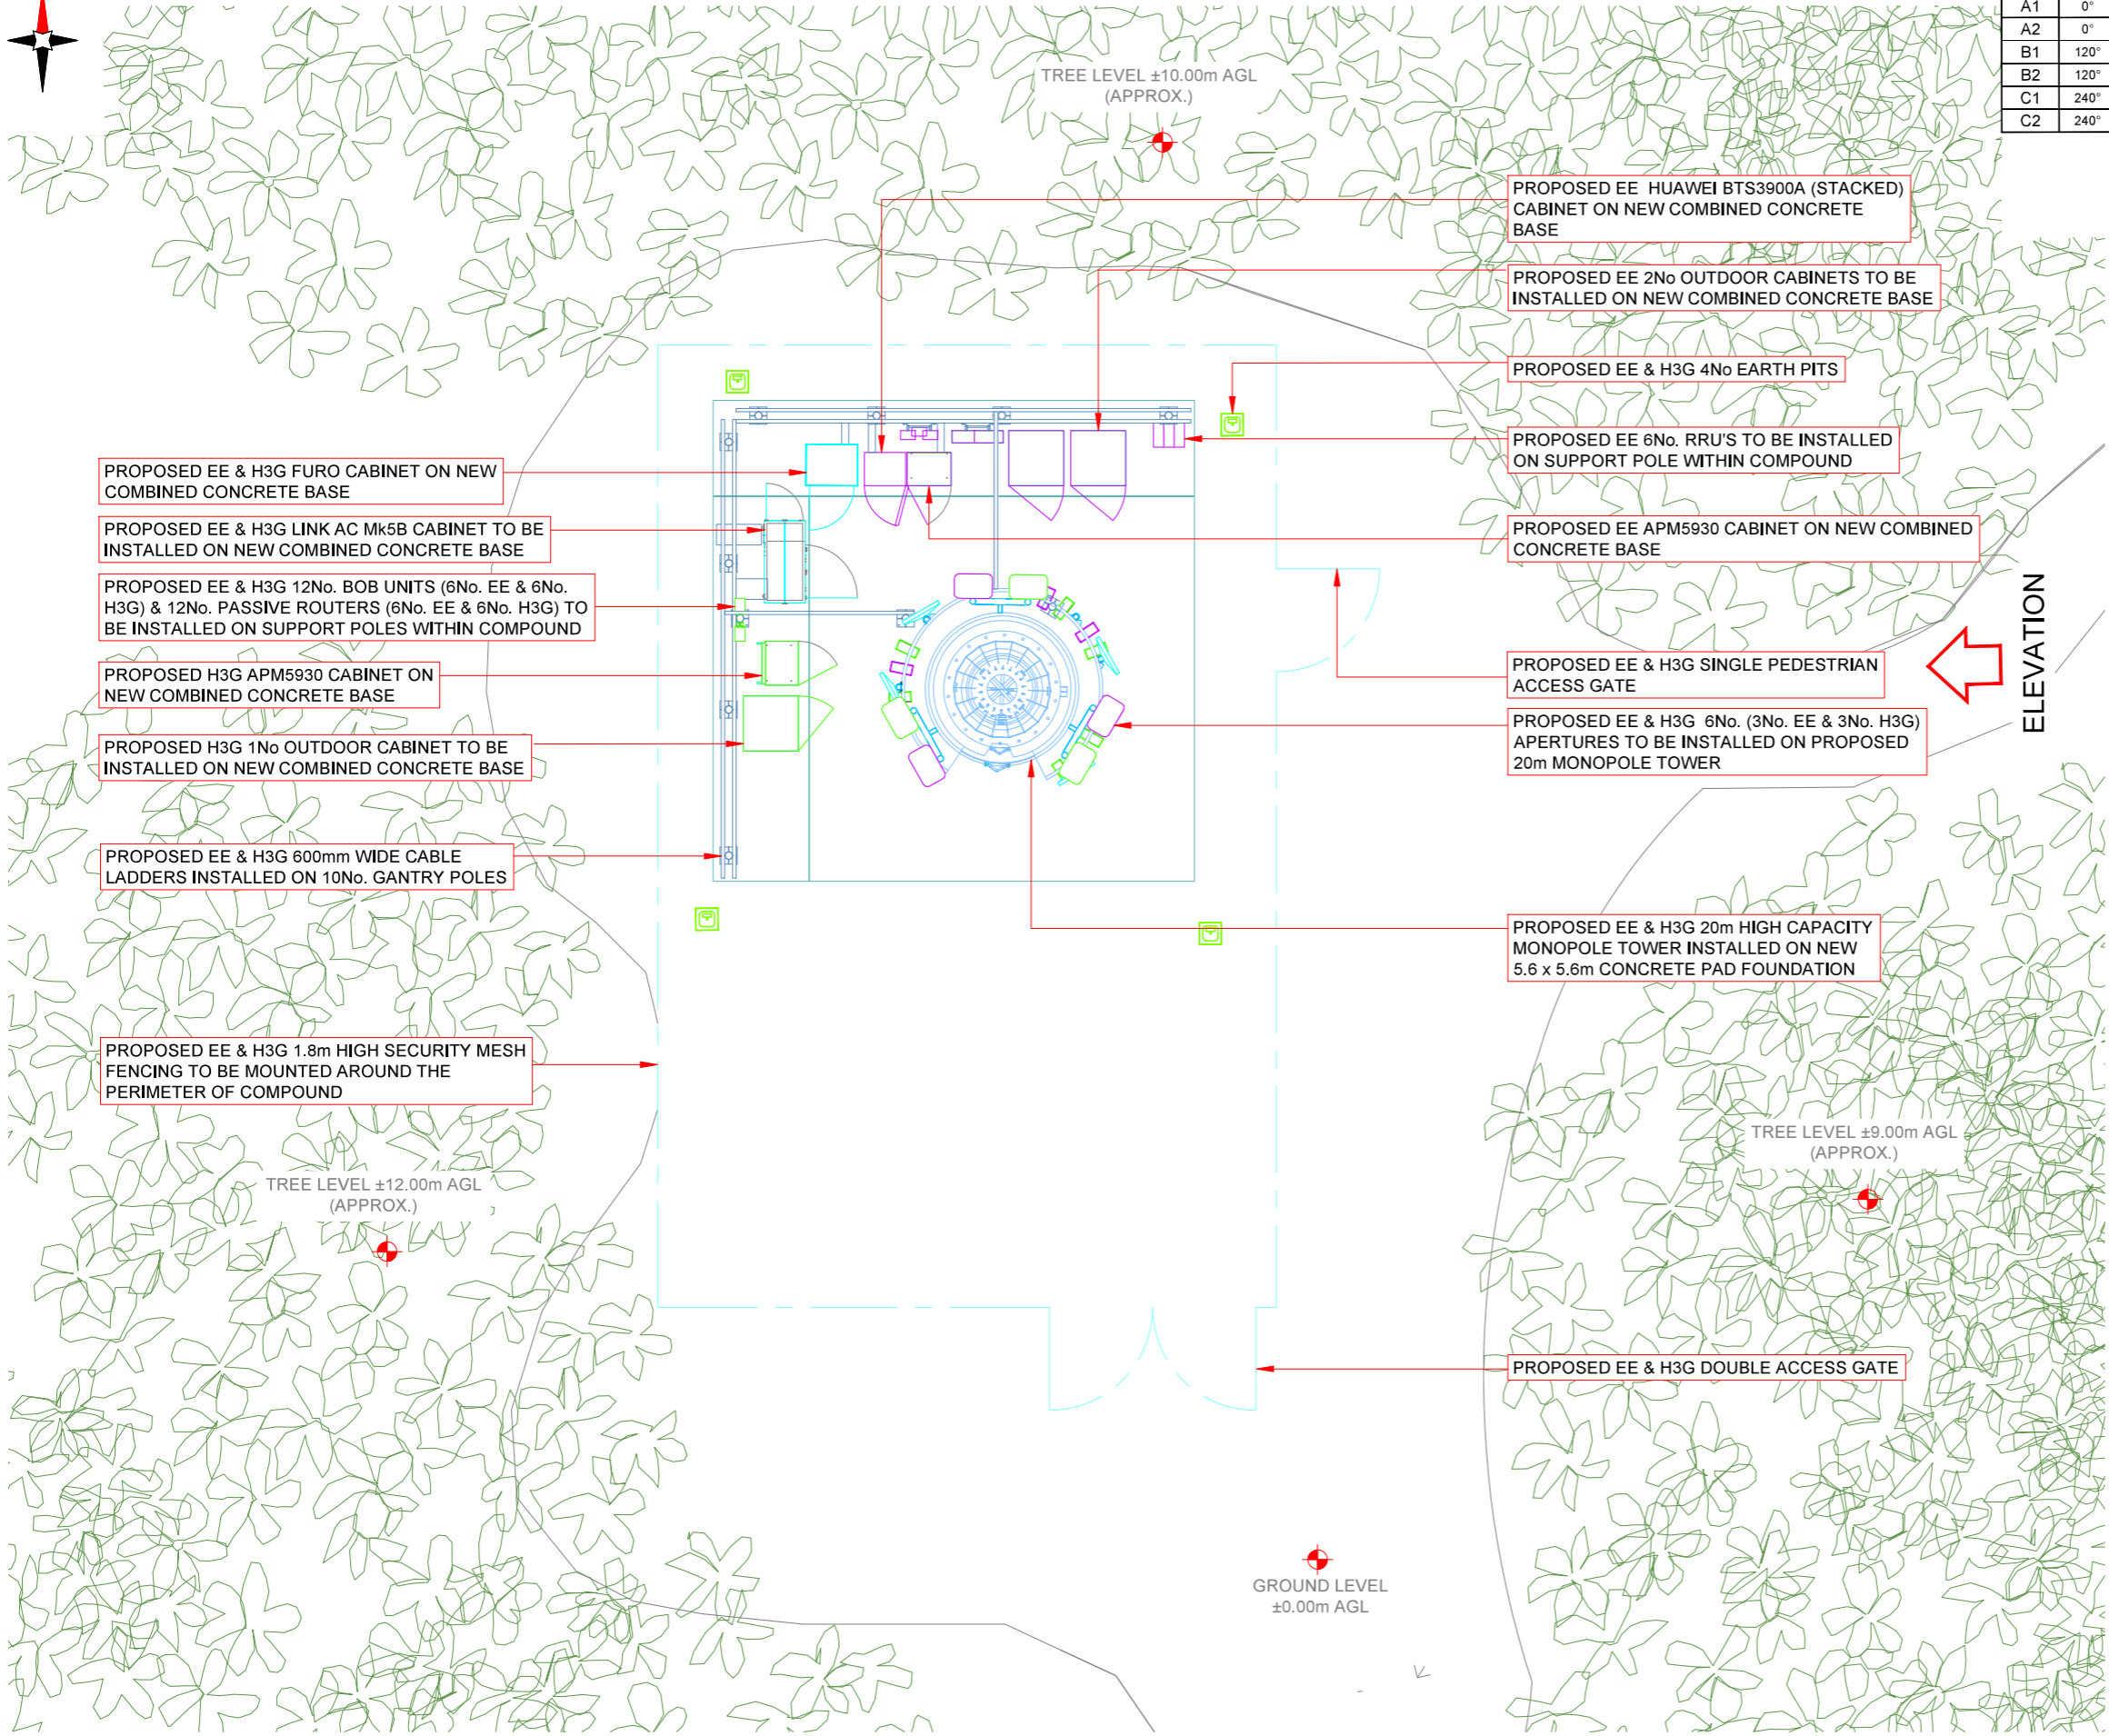 A1 0°
A2 0°
B1 120°
B2 120°
C1 240°
C2 240°
TREE LEVEL ±10.00m AGL
(APPROX.)
PROPOSED EE HUAWEI BTS3900A (STACKED)
CABINET ON NEW COMBINED CONCRETE
BASE
PROPOSED EE 2No OUTDOOR CABINETS TO BE
INSTALLED ON NEW COMBINED CONCRETE BASE
PROPOSED EE & H3G 4No EARTH PITS
PROPOSED EE 6No. RRU'S TO BE INSTALLED
ON SUPPORT POLE WITHIN COMPOUND
PROPOSED EE APM5930 CABINET ON NEW COMBINED
CONCRETE BASE
PROPOSED EE & H3G SINGLE PEDESTRIAN
ACCESS GATE
ELEVATION
PROPOSED EE & H3G 6No. (3No. EE & 3No. H3G)
APERTURES TO BE INSTALLED ON PROPOSED
20m MONOPOLE TOWER
PROPOSED EE & H3G 20m HIGH CAPACITY
MONOPOLE TOWER INSTALLED ON NEW
5.6 x 5.6m CONCRETE PAD FOUNDATION
PROPOSED EE & H3G DOUBLE ACCESS GATE
PROPOSED EE & H3G FURO CABINET ON NEW
COMBINED CONCRETE BASE
PROPOSED EE & H3G LINK AC Mk5B CABINET TO BE
INSTALLED ON NEW COMBINED CONCRETE BASE
PROPOSED EE & H3G 12No. BOB UNITS (6No. EE & 6No.
H3G) & 12No. PASSIVE ROUTERS (6No. EE & 6No. H3G) TO
BE INSTALLED ON SUPPORT POLES WITHIN COMPOUND
PROPOSED H3G APM5930 CABINET ON
NEW COMBINED CONCRETE BASE
PROPOSED H3G 1No OUTDOOR CABINET TO BE
INSTALLED ON NEW COMBINED CONCRETE BASE
PROPOSED EE & H3G 600mm WIDE CABLE
LADDERS INSTALLED ON 10No. GANTRY POLES
PROPOSED EE & H3G 1.8m HIGH SECURITY MESH
FENCING TO BE MOUNTED AROUND THE
PERIMETER OF COMPOUND
TREE LEVEL ±12.00m AGL
(APPROX.)
TREE LEVEL ±9.00m AGL
(APPROX.)
GROUND LEVEL
±0.00m AGL